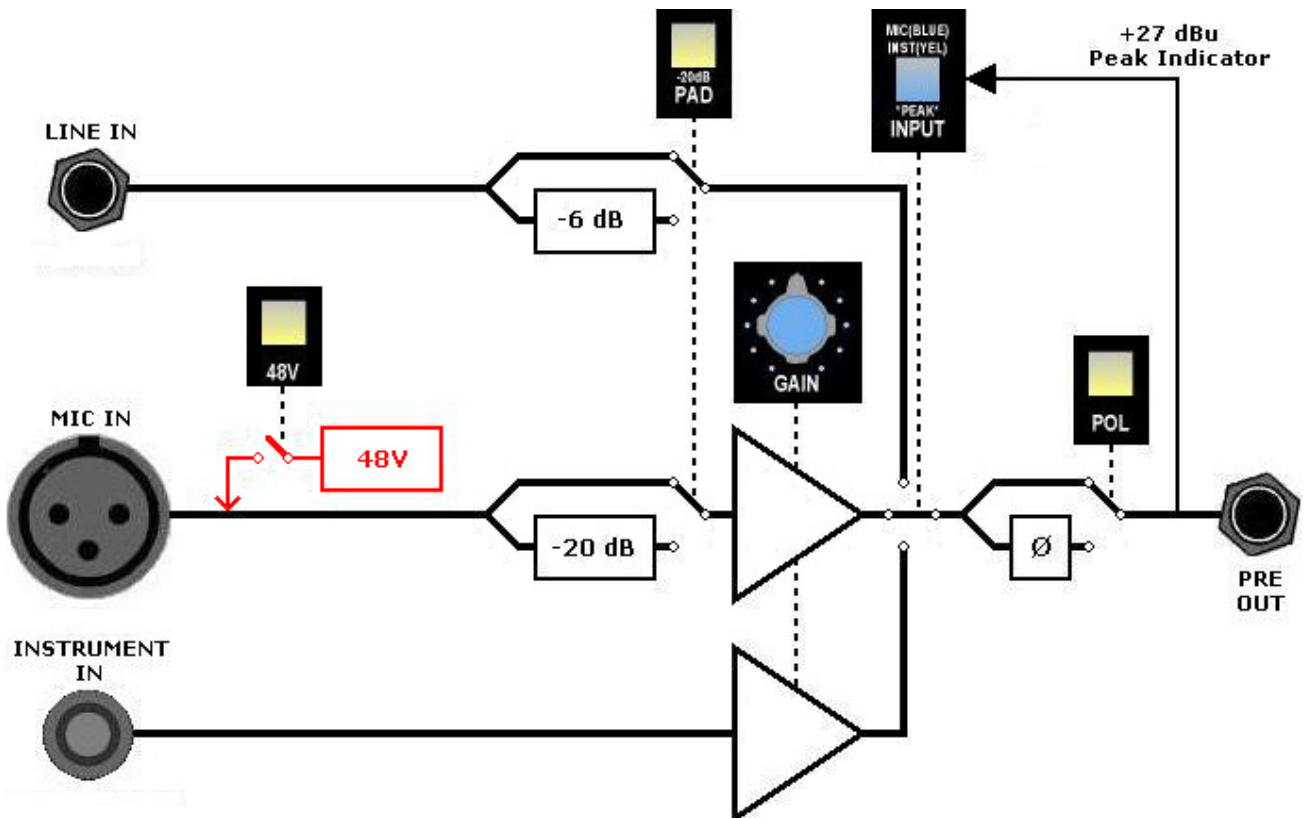 MIC(BLUE)
INST(YEL)
"PEAK"
INPUT
+27 dBu
Peak Indicator
-20dB
PAD
LINE IN
-6 dB
48V
GAIN
POL
MIC IN
48V
-20 dB
Ø
PRE
OUT
INSTRUMENT
IN